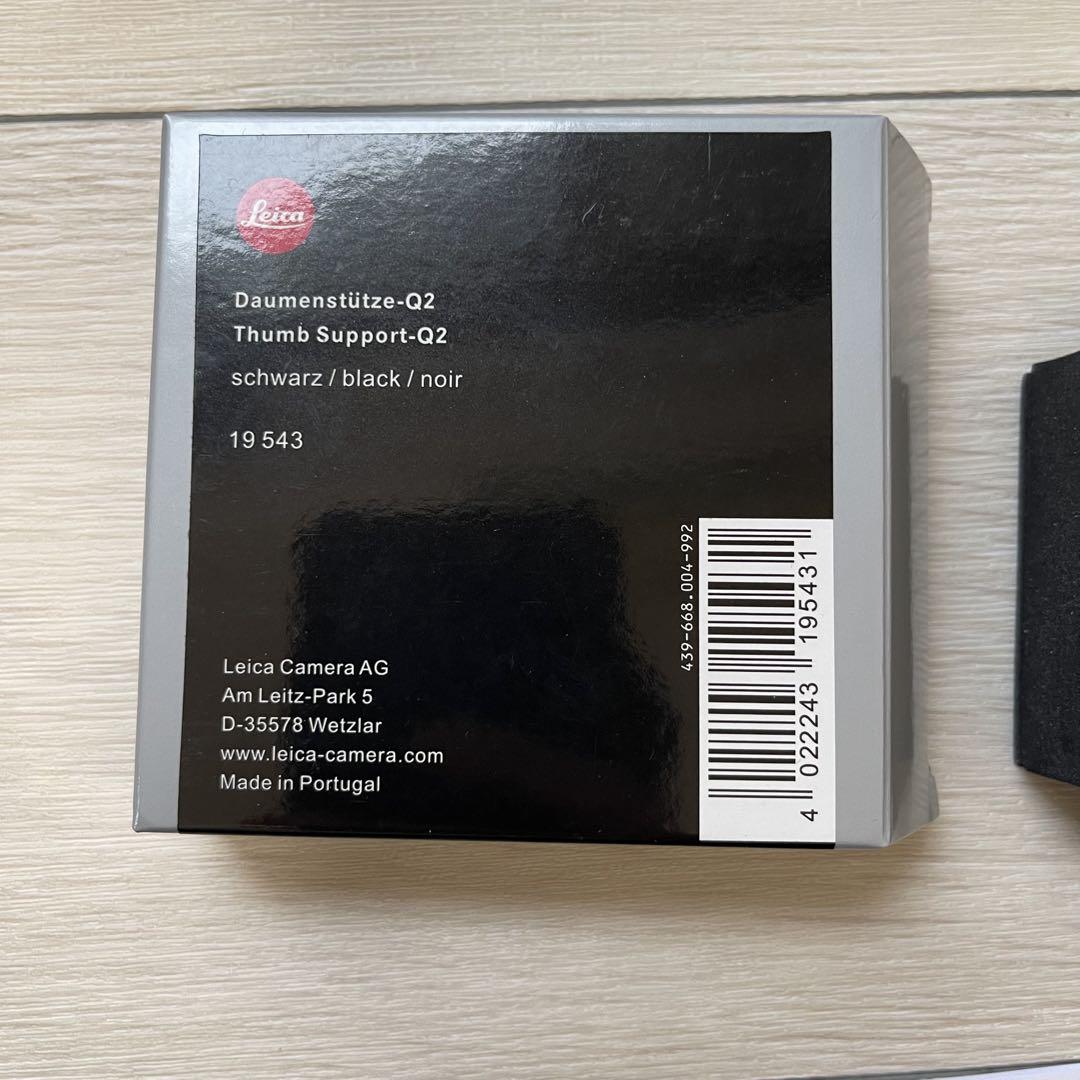 Leica
Daumenstütze-Q2
Thumb Support-Q2
schwarz / black / noir
19 543
Leica Camera AG
Am Leitz-Park 5
D-35578 Wetzlar
www.leica-camera.com
Made in Portugal
439-668.004-992
4 022243 195431